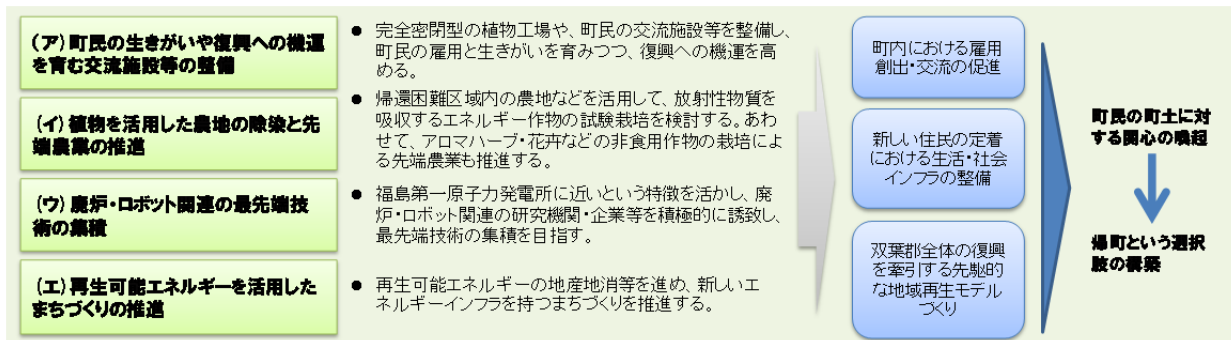 (ア)町民の生きがいや復興への機運
を育む交流施設等の整備
● 完全密閉型の植物工場や、町民の交流施設等を整備し、
町民の雇用と生きがいを育みつつ、復興への機運を高
める。
(イ)植物を活用した農地の除染と先
端農業の推進
● 帰還困難区域内の農地などを活用して、放射性物質を
吸収するエネルギー作物の試験栽培を検討する。あわ
せて、アロマハーブ・花卉などの非食用作物の栽培によ
る先端農業も推進する。
(ウ)廃炉・ロボット関連の最先端技
術の集積
● 福島第一原子力発電所に近いという特徴を活かし、廃
炉・ロボット関連の研究機関・企業等を積極的に誘致し、
最先端技術の集積を目指す。
(エ)再生可能エネルギーを活用した
まちづくりの推進
● 再生可能エネルギーの地産地消等を進め、新しいエ
ネルギーインフラを持つまちづくりを推進する。
町内における雇用
創出・交流の促進
新しい住民の定着
における生活・社会
インフラの整備
双葉郡全体の復興
を牽引する先駆的
な地域再生モデル
づくり
町民の町土に対
する関心の喚起
帰町という選択
肢の構築